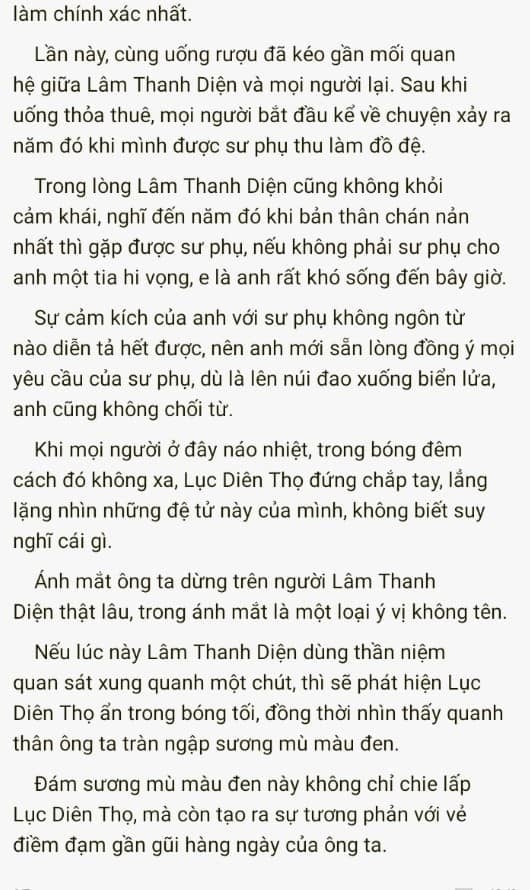 làm chính xác nhất.
Lần này, cùng uống rượu đã kéo gần mối quan
hệ giữa Lâm Thanh Diện và mọi người lại. Sau khi
uống thỏa thuê, mọi người bắt đầu kể về chuyện xảy ra
năm đó khi mình được sư phụ thu làm đồ đệ.
Trong lòng Lâm Thanh Diện cũng không khỏi
cảm khái, nghĩ đến năm đó khi bản thân chán nản
nhất thì gặp được sư phụ, nếu không phải sư phụ cho
anh một tia hi vọng, e là anh rất khó sống đến bây giờ.
Sự cảm kích của anh với sư phụ không ngôn từ
nào diễn tả hết được, nên anh mới sẵn lòng đồng ý mọi
yêu cầu của sư phụ, dù là lên núi đao xuống biển lửa,
anh cũng không chối từ.
Khi mọi người ở đây náo nhiệt, trong bóng đêm
cách đó không xa, Lục Diên Thọ đứng chắp tay, lẳng
lặng nhìn những đệ tử này của mình, không biết suy
nghĩ cái gì.
Ánh mắt ông ta dừng trên người Lâm Thanh
Diện thật lâu, trong ánh mắt là một loại ý vị không tên.
Nếu lúc này Lâm Thanh Diện dùng thần niệm
quan sát xung quanh một chút, thì sẽ phát hiện Lục
Diên Thọ ẩn trong bóng tối, đồng thời nhìn thấy quanh
thân ông ta tràn ngập sương mù màu đen.
Đám sương mù màu đen này không chỉ chie lấp
Lục Diên Thọ, mà còn tạo ra sự tương phản với vẻ
điềm đạm gần gũi hàng ngày của ông ta.